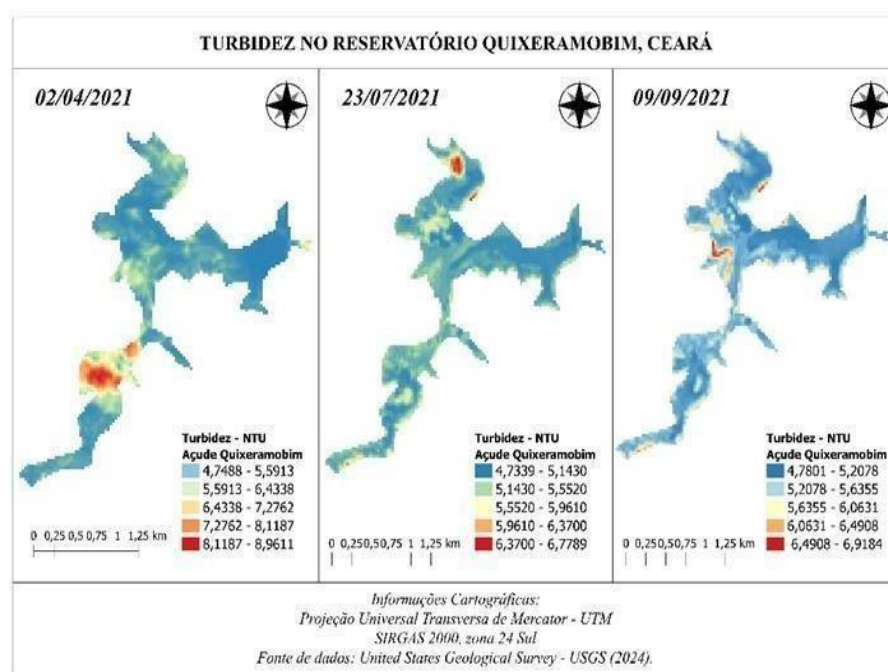 TURBIDEZ NO RESERVATÓRIO QUIXERAMOBIM, CEARÁ
02/04/2021
Turbidez - NTU
Açude Quixeramobim
4,7488 - 5,5913
5,5913 - 6,4338
6,4338 - 7,2762
7,2762 - 8,1187
8,1187 - 8,9611
0 0,25 0,5 0,75 1 1,25 km
23/07/2021
Turbidez - NTU
Açude Quixeramobim
4,7339 - 5,1430
5,1430 - 5,5520
5,5520 - 5,9610
5,9610 - 6,3700
6,3700 - 6,7789
0 0,250,50,75 1 1,25 km
09/09/2021
Turbidez - NTU
Açude Quixeramobim
4,7801 - 5,2078
5,2078 - 5,6355
5,6355 - 6,0631
6,0631 - 6,4908
6,4908 - 6,9184
0 0,250,50,75 1 1,25 km
Informações Cartográficas:
Projeção Universal Transversa de Mercator - UTM
SIRGAS 2000, zona 24 Sul
Fonte de dados: United States Geological Survey - USGS (2024).